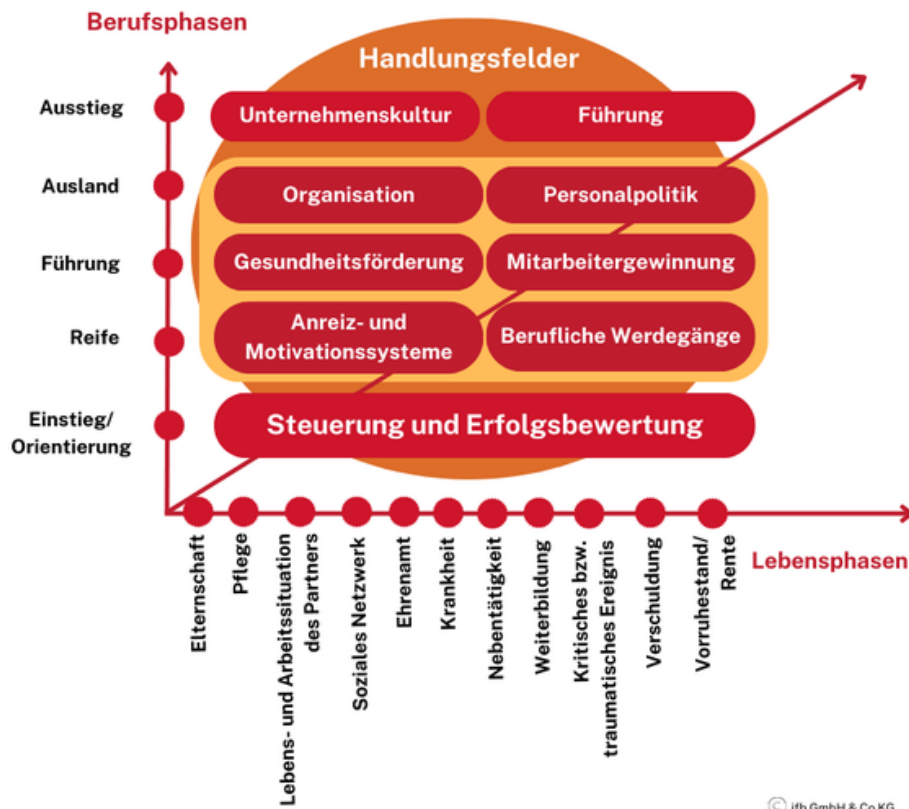 Berufsphasen
Handlungsfelder
Ausstieg
Unternehmenskultur
Führung
Ausland
Organisation
Personalpolitik
Führung
Gesundheitsförderung
Mitarbeitergewinnung
Reife
Anreiz- und
Motivationssysteme
Berufliche Werdegänge
Einstieg/
Orientierung
Steuerung und Erfolgsbewertung
Lebensphasen
Elternschaft
Pflege
Lebens- und Arbeitssituation
des Partners
Soziales Netzwerk
Ehrenamt
Krankheit
Nebentätigkeit
Weiterbildung
Kritisches bzw.
traumatisches Ereignis
Verschuldung
Vorruhestand/
Rente
© ifb GmbH & Co KG